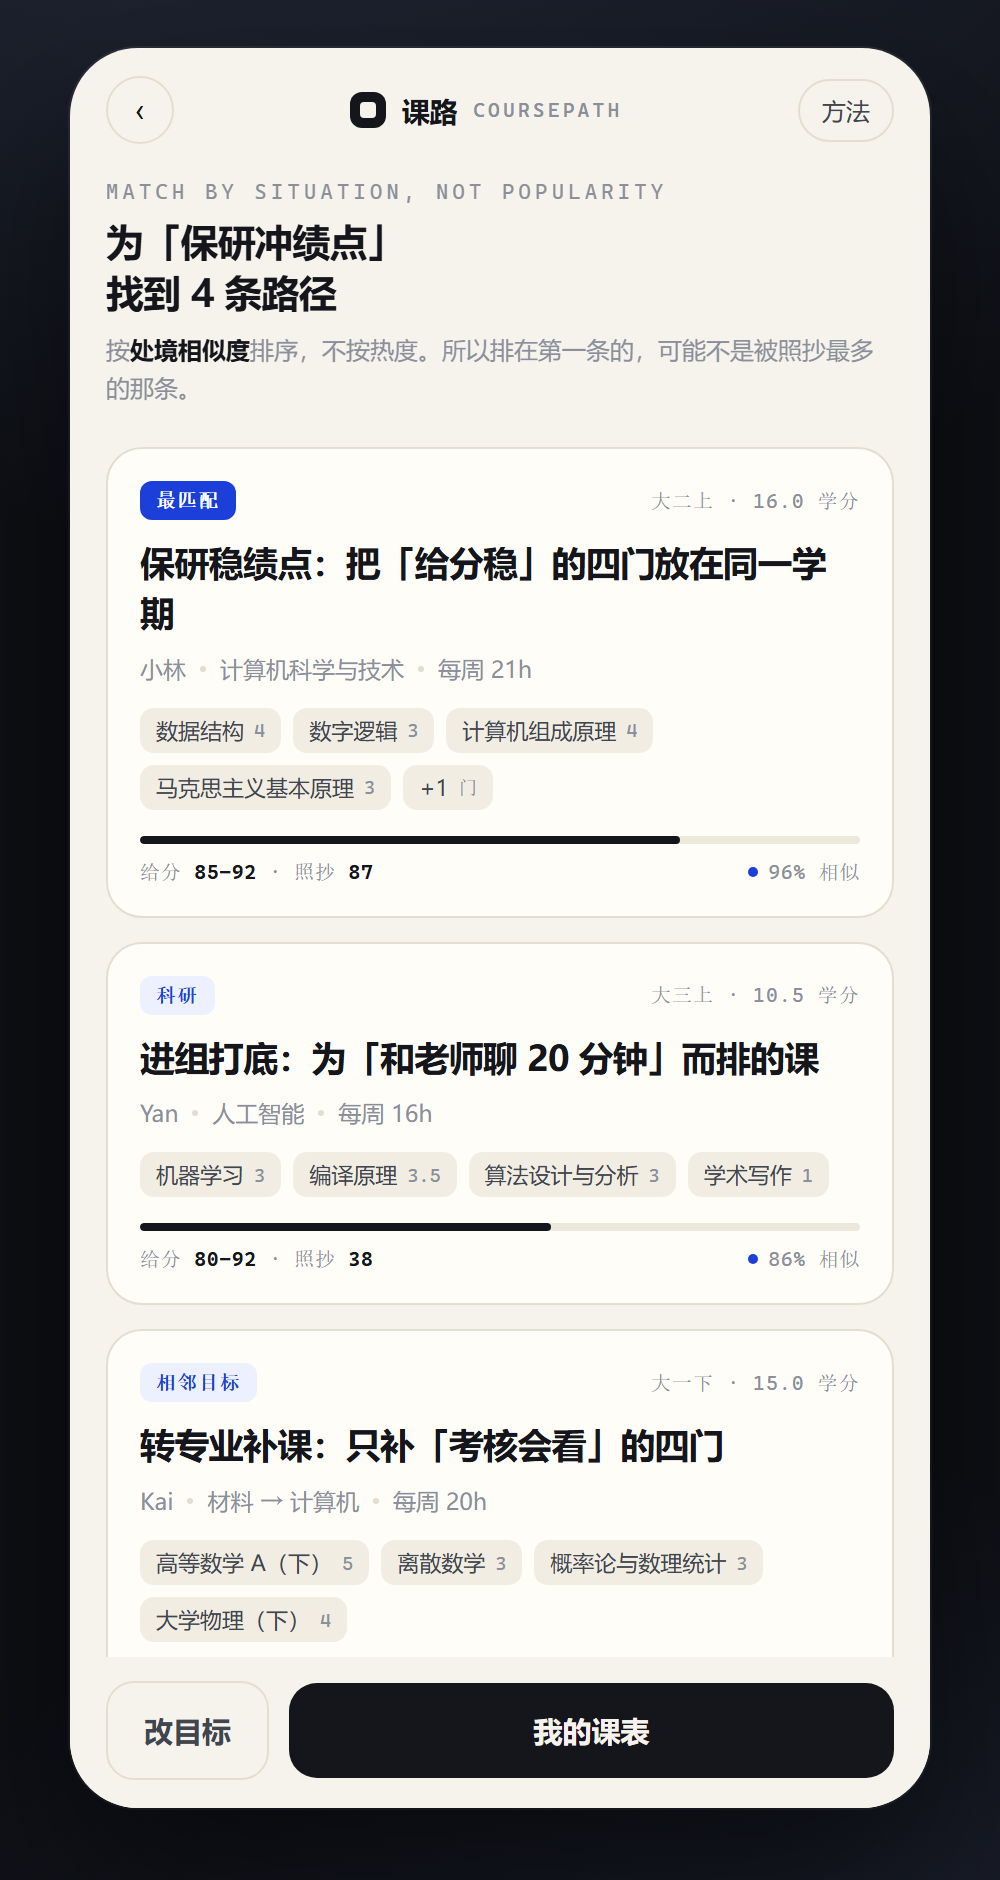 ‹
课路 COURSEPATH
方法
MATCH BY SITUATION, NOT POPULARITY
为「保研冲绩点」
找到 4 条路径
按处境相似度排序，不按热度。所以排在第一条的，可能不是被照抄最多
的那条。
最匹配
大二上 · 16.0 学分
保研稳绩点：把「给分稳」的四门放在同一学
期
小林 • 计算机科学与技术 • 每周 21h
数据结构 4 数字逻辑 3 计算机组成原理 4
马克思主义基本原理 3 +1 门
给分 85–92 · 照抄 87
96% 相似
科研
大三上 · 10.5 学分
进组打底：为「和老师聊 20 分钟」而排的课
Yan • 人工智能 • 每周 16h
机器学习 3 编译原理 3.5 算法设计与分析 3 学术写作 1
给分 80–92 · 照抄 38
86% 相似
相邻目标
大一下 · 15.0 学分
转专业补课：只补「考核会看」的四门
Kai • 材料 → 计算机 • 每周 20h
高等数学 A（下） 5 离散数学 3 概率论与数理统计 3
大学物理（下） 4
改目标
我的课表